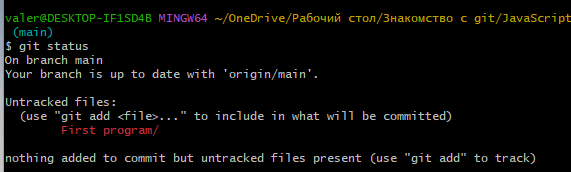 valer@DESKTOP-IF1SD4B MINGW64 ~/OneDrive/Рабочий стол/Знакомство с git/JavaScript
(main)
$ git status
On branch main
Your branch is up to date with 'origin/main'.
Untracked files:
(use "git add <file>..." to include in what will be committed)
First program/
nothing added to commit but untracked files present (use "git add" to track)